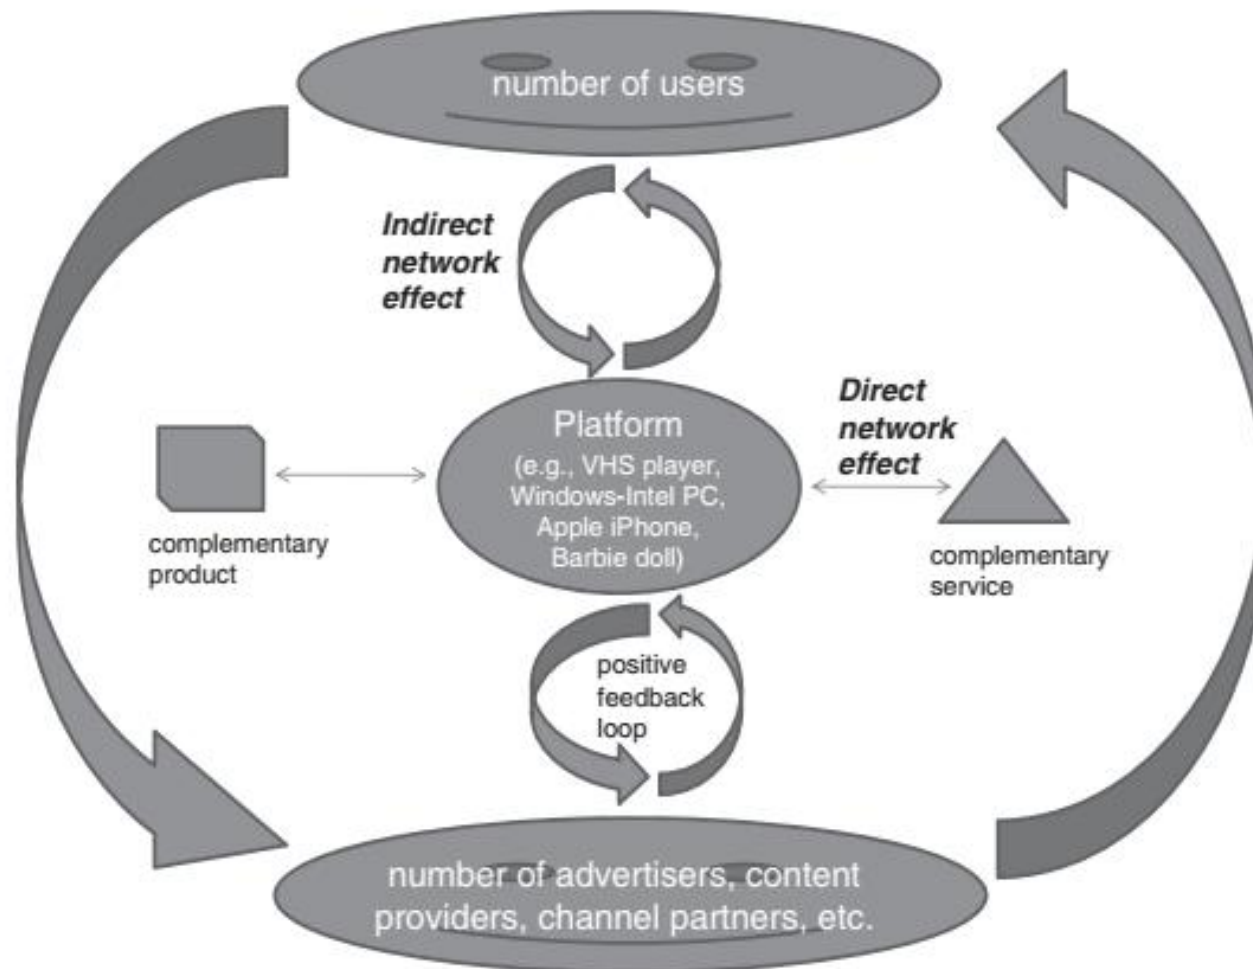 number of users
Indirect
network
effect
Platform
(e.g., VHS player,
Windows-Intel PC,
Apple iPhone,
Barbie doll)
Direct
network
effect
complementary
product
complementary
service
positive
feedback
loop
number of advertisers, content
providers, channel partners, etc.